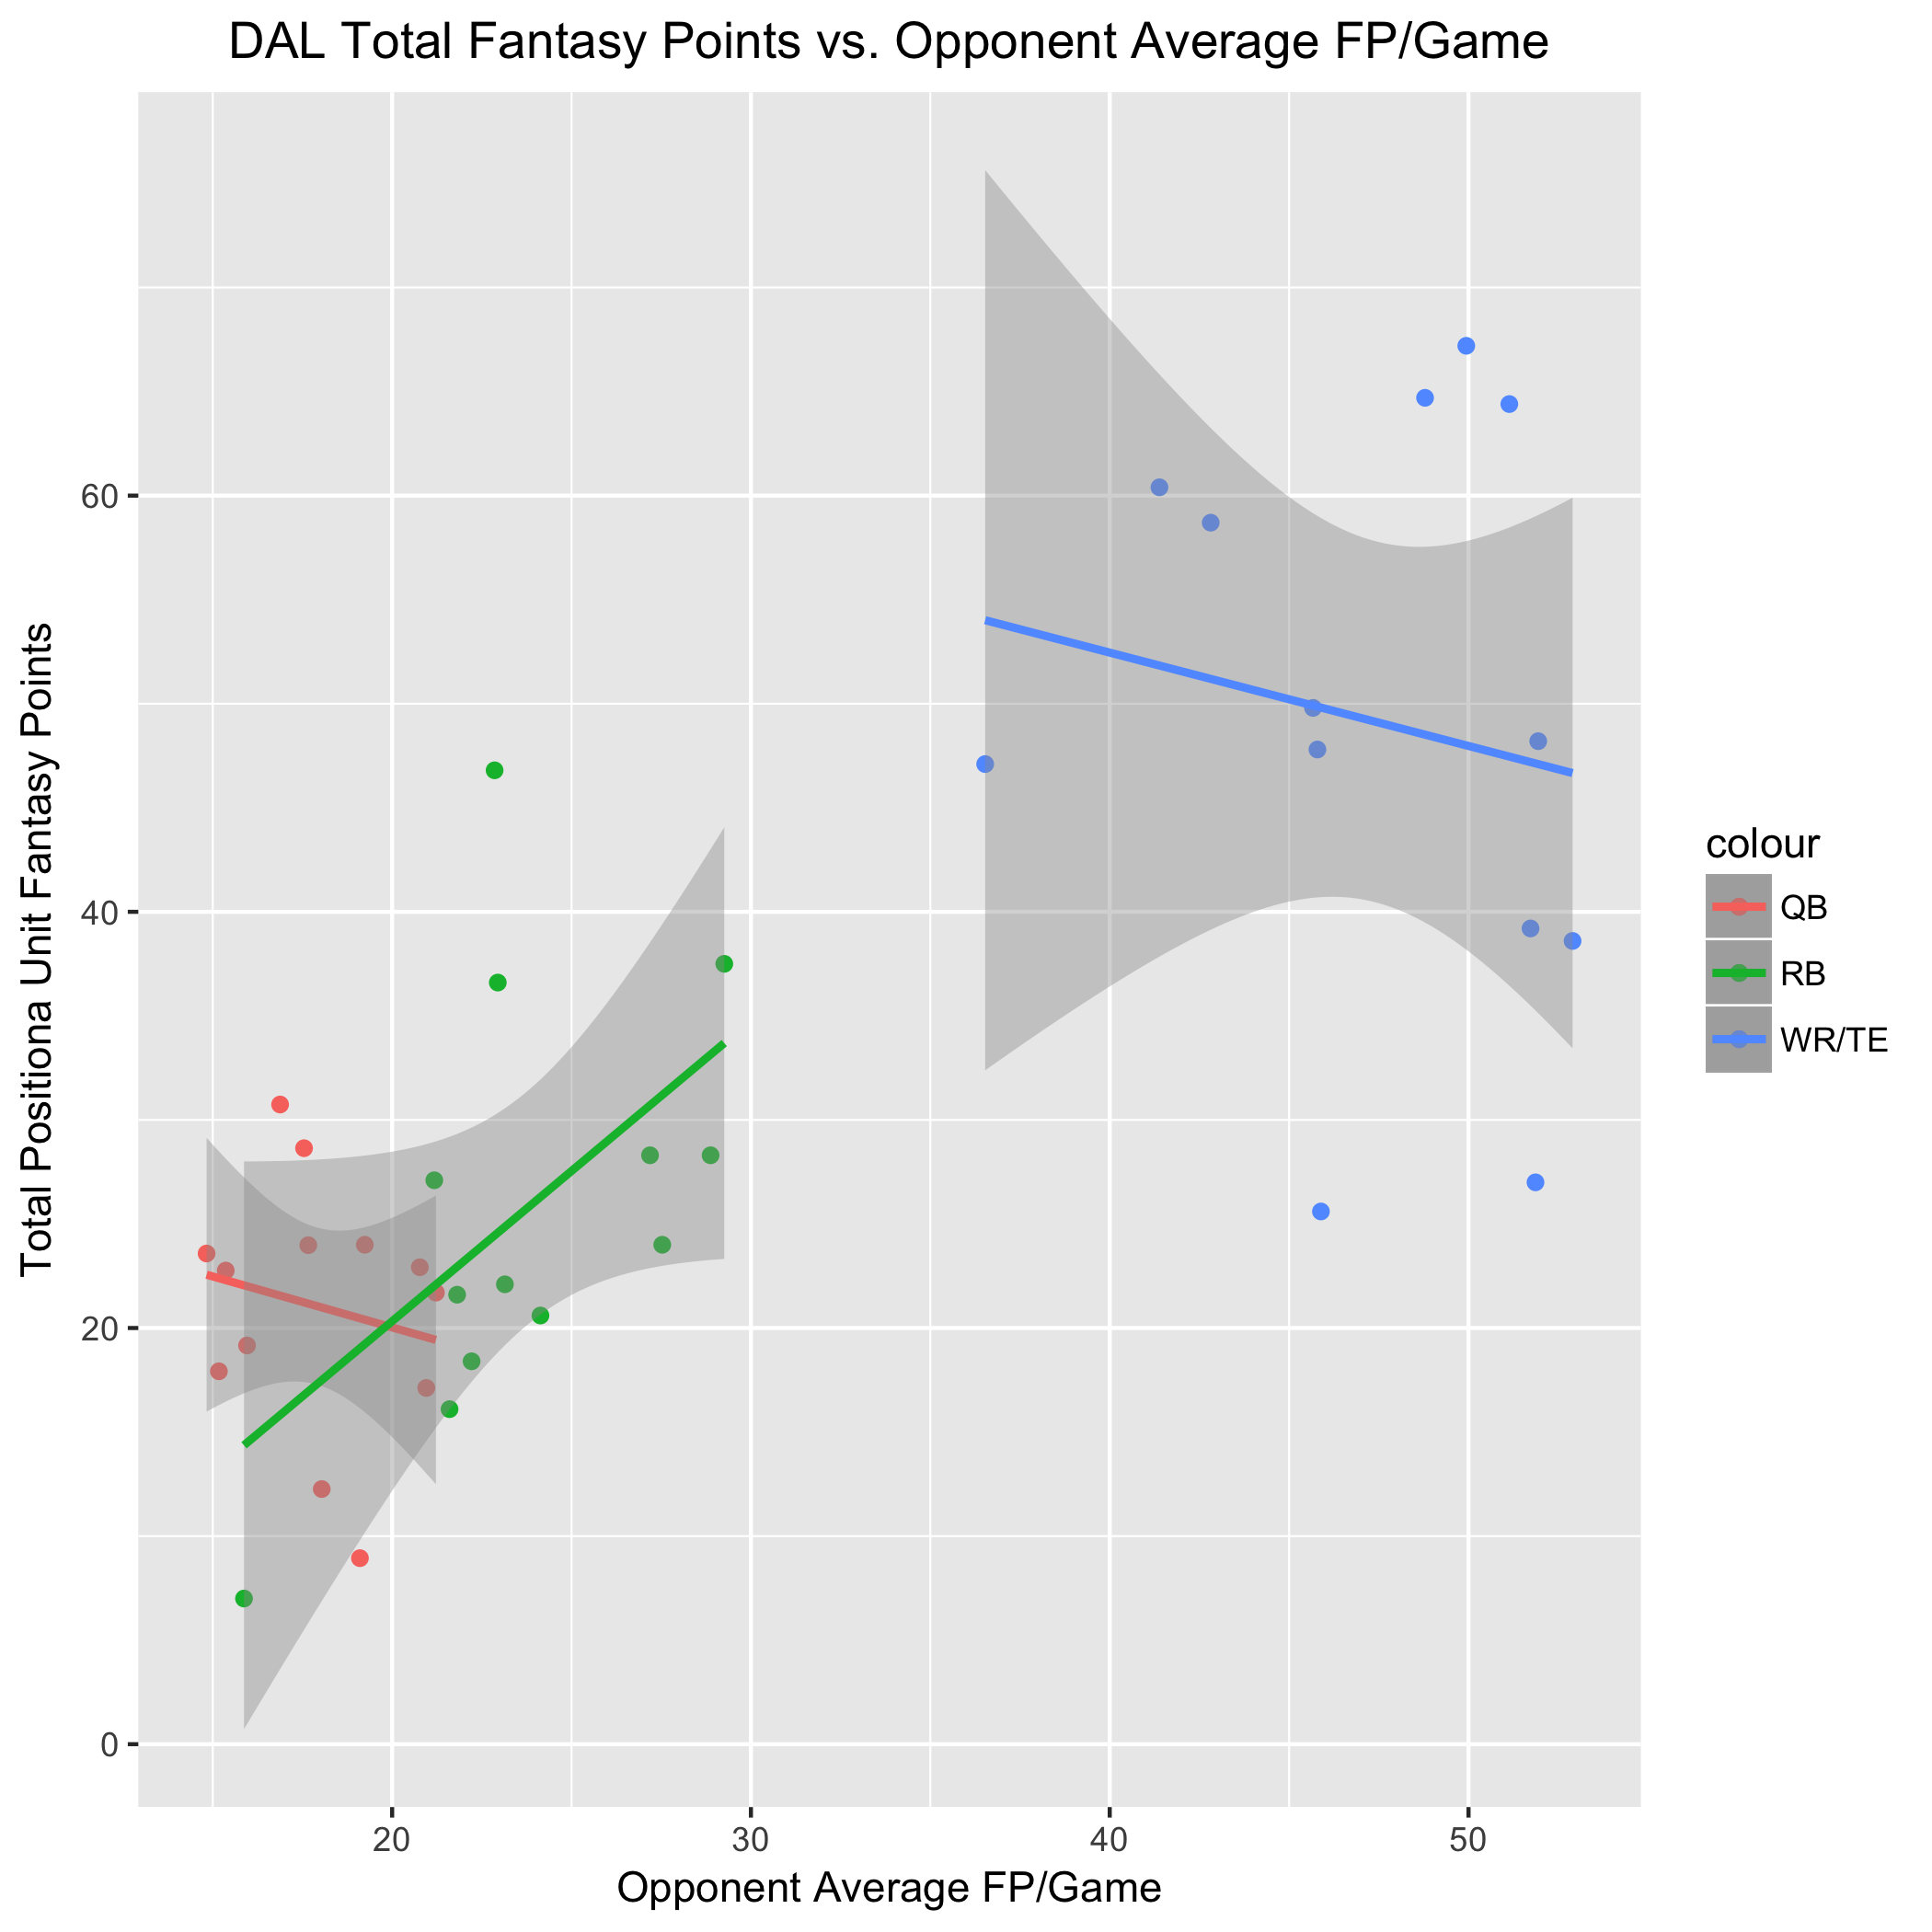 DAL Total Fantasy Points vs. Opponent Average FP/Game
Total Positiona Unit Fantasy Points
60
40
20
0
20 30 40 50
Opponent Average FP/Game
colour
QB
RB
WR/TE